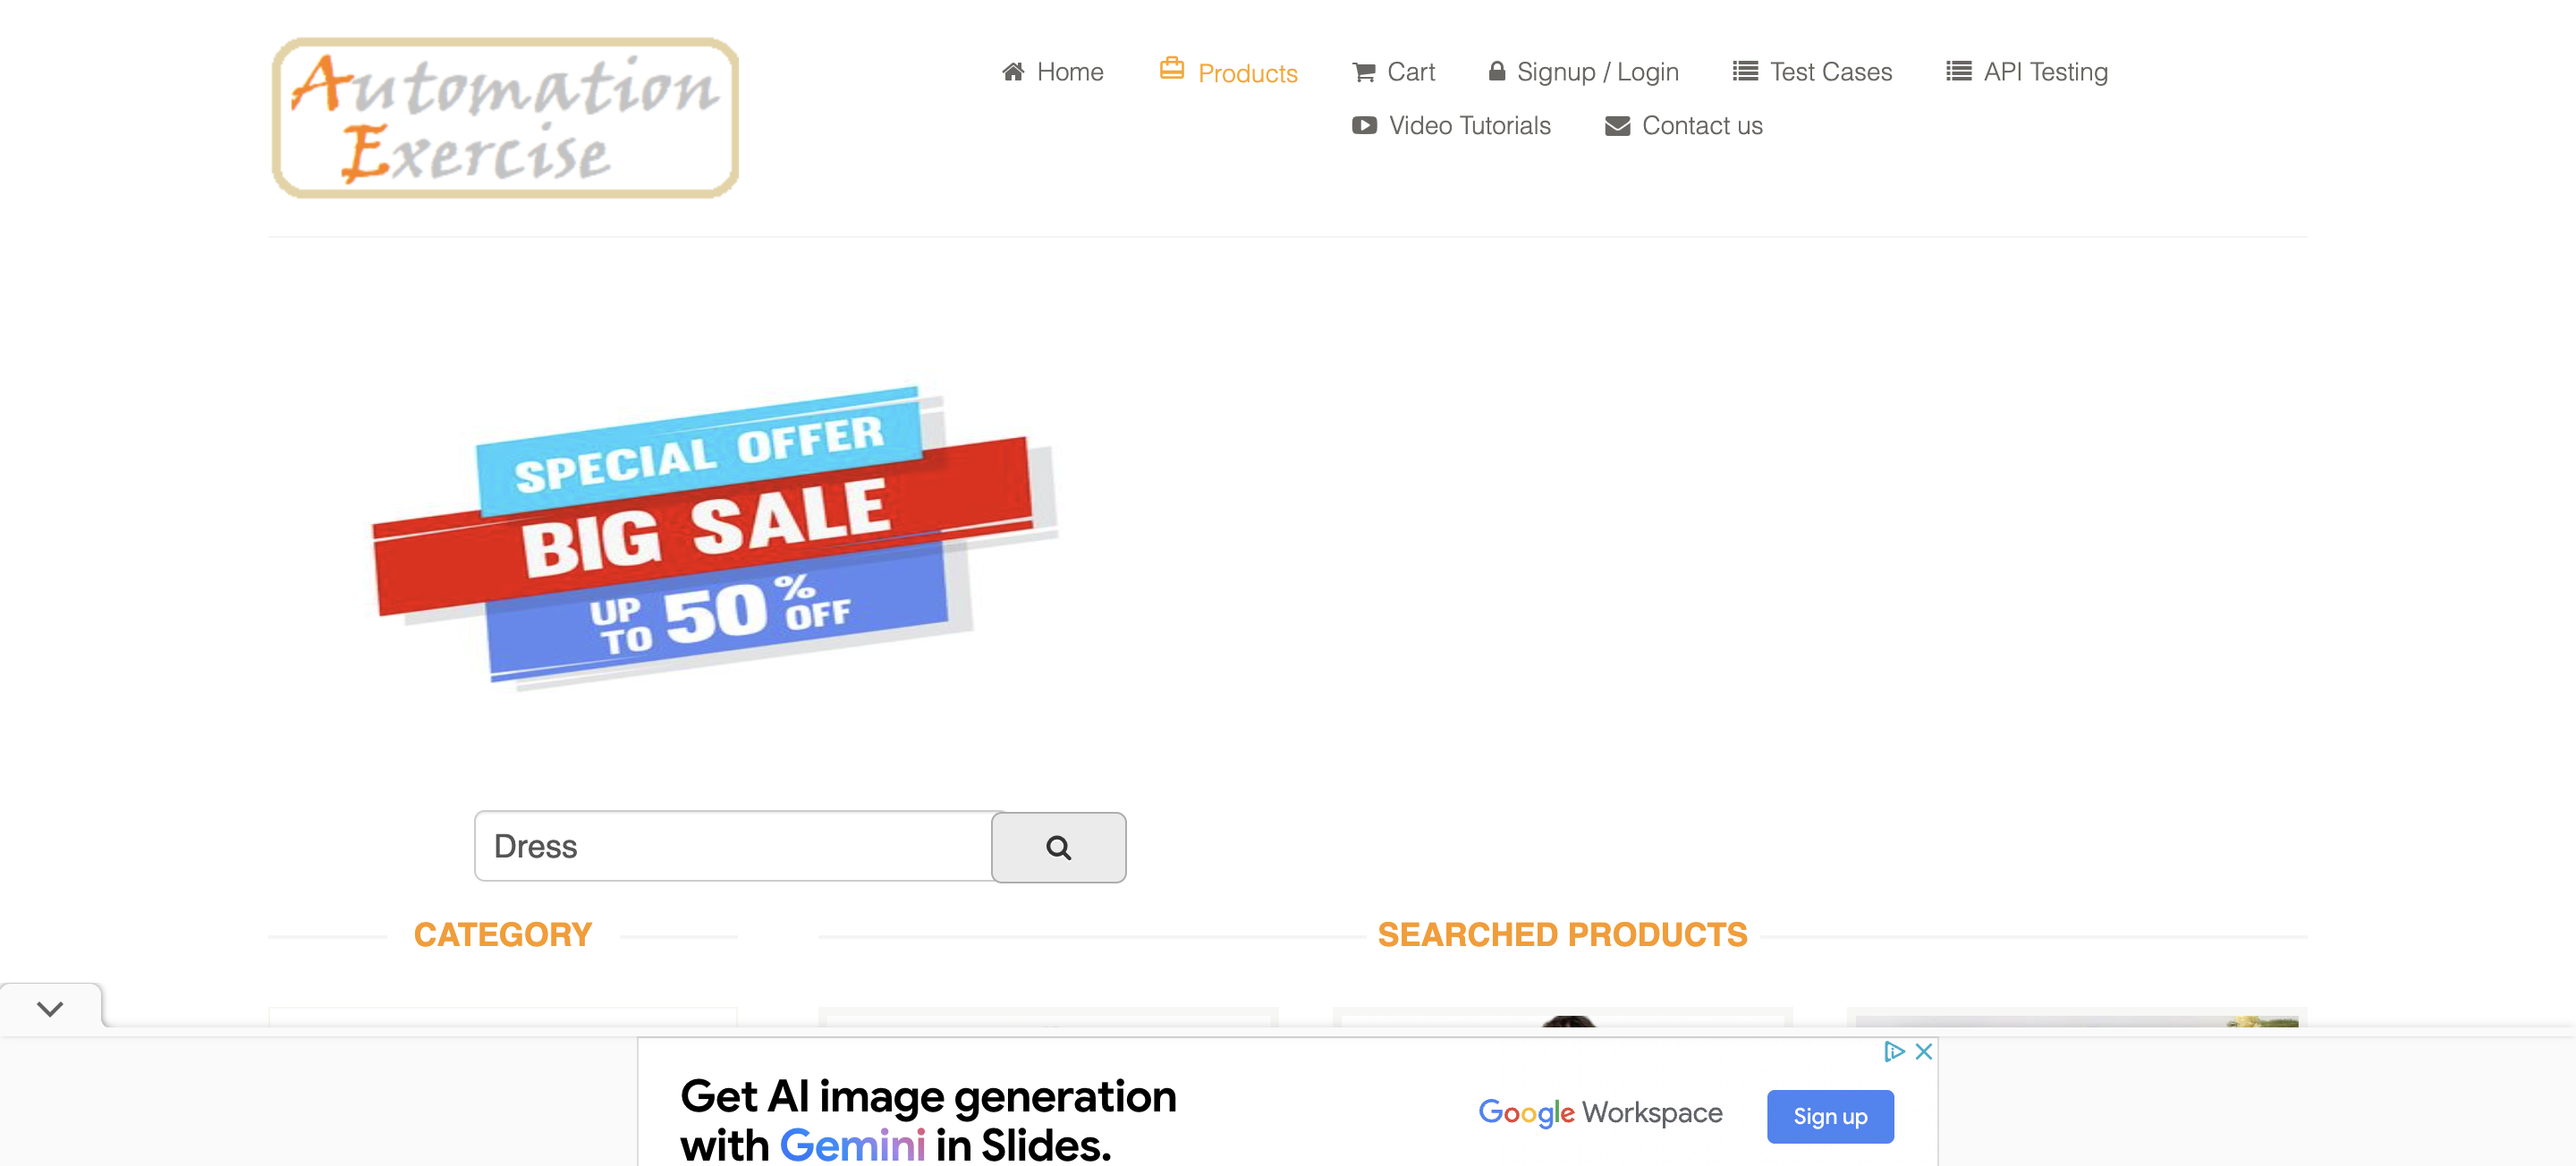 Automation
Exercise
Home
Products
Cart
Signup / Login
Test Cases
API Testing
Video Tutorials
Contact us
SPECIAL OFFER
BIG SALE
UP TO 50% OFF
Dress
CATEGORY
SEARCHED PRODUCTS
Get AI image generation
with Gemini in Slides.
Google Workspace
Sign up